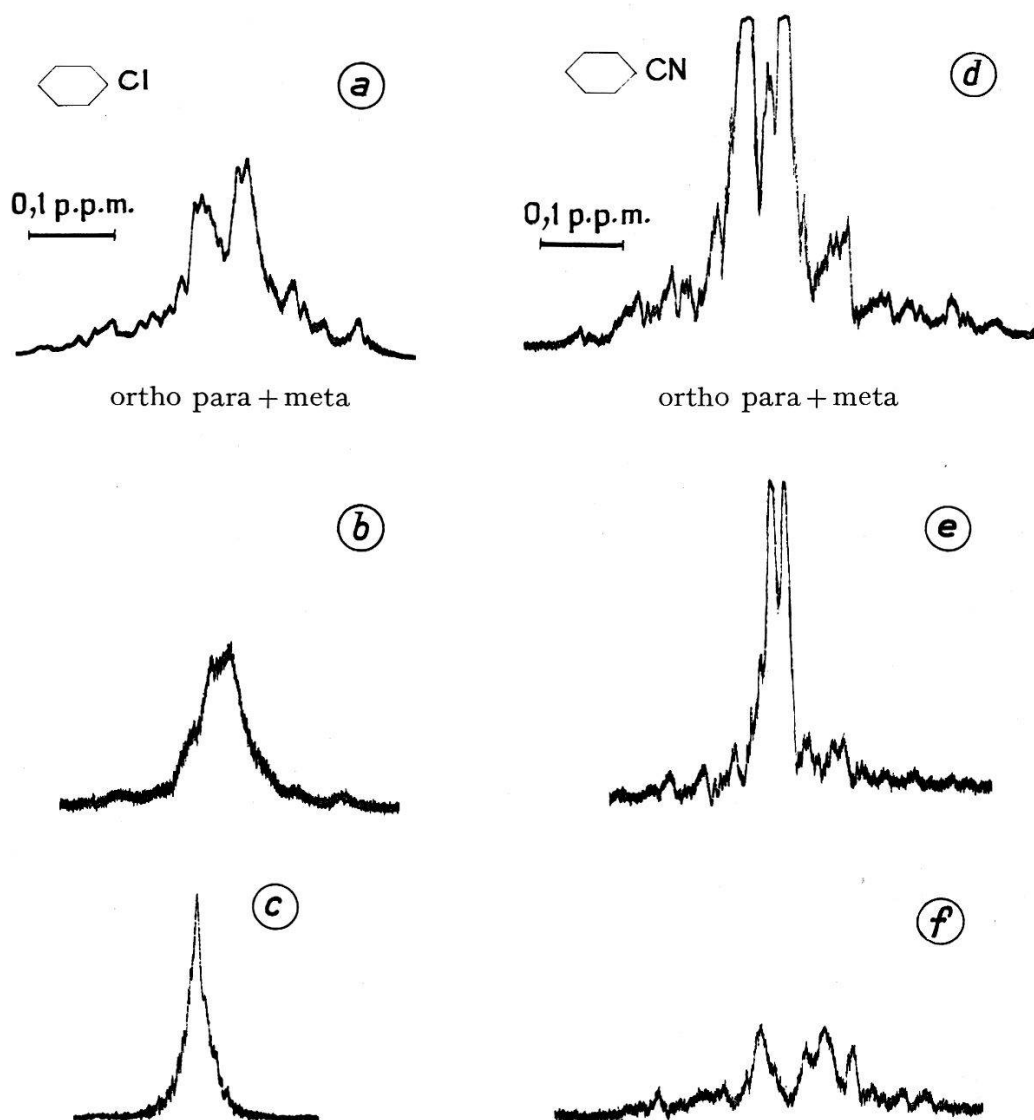 Cl
a
0,1 p.p.m.
ortho para + meta
CN
d
0,1 p.p.m.
ortho para + meta
b
e
c
f